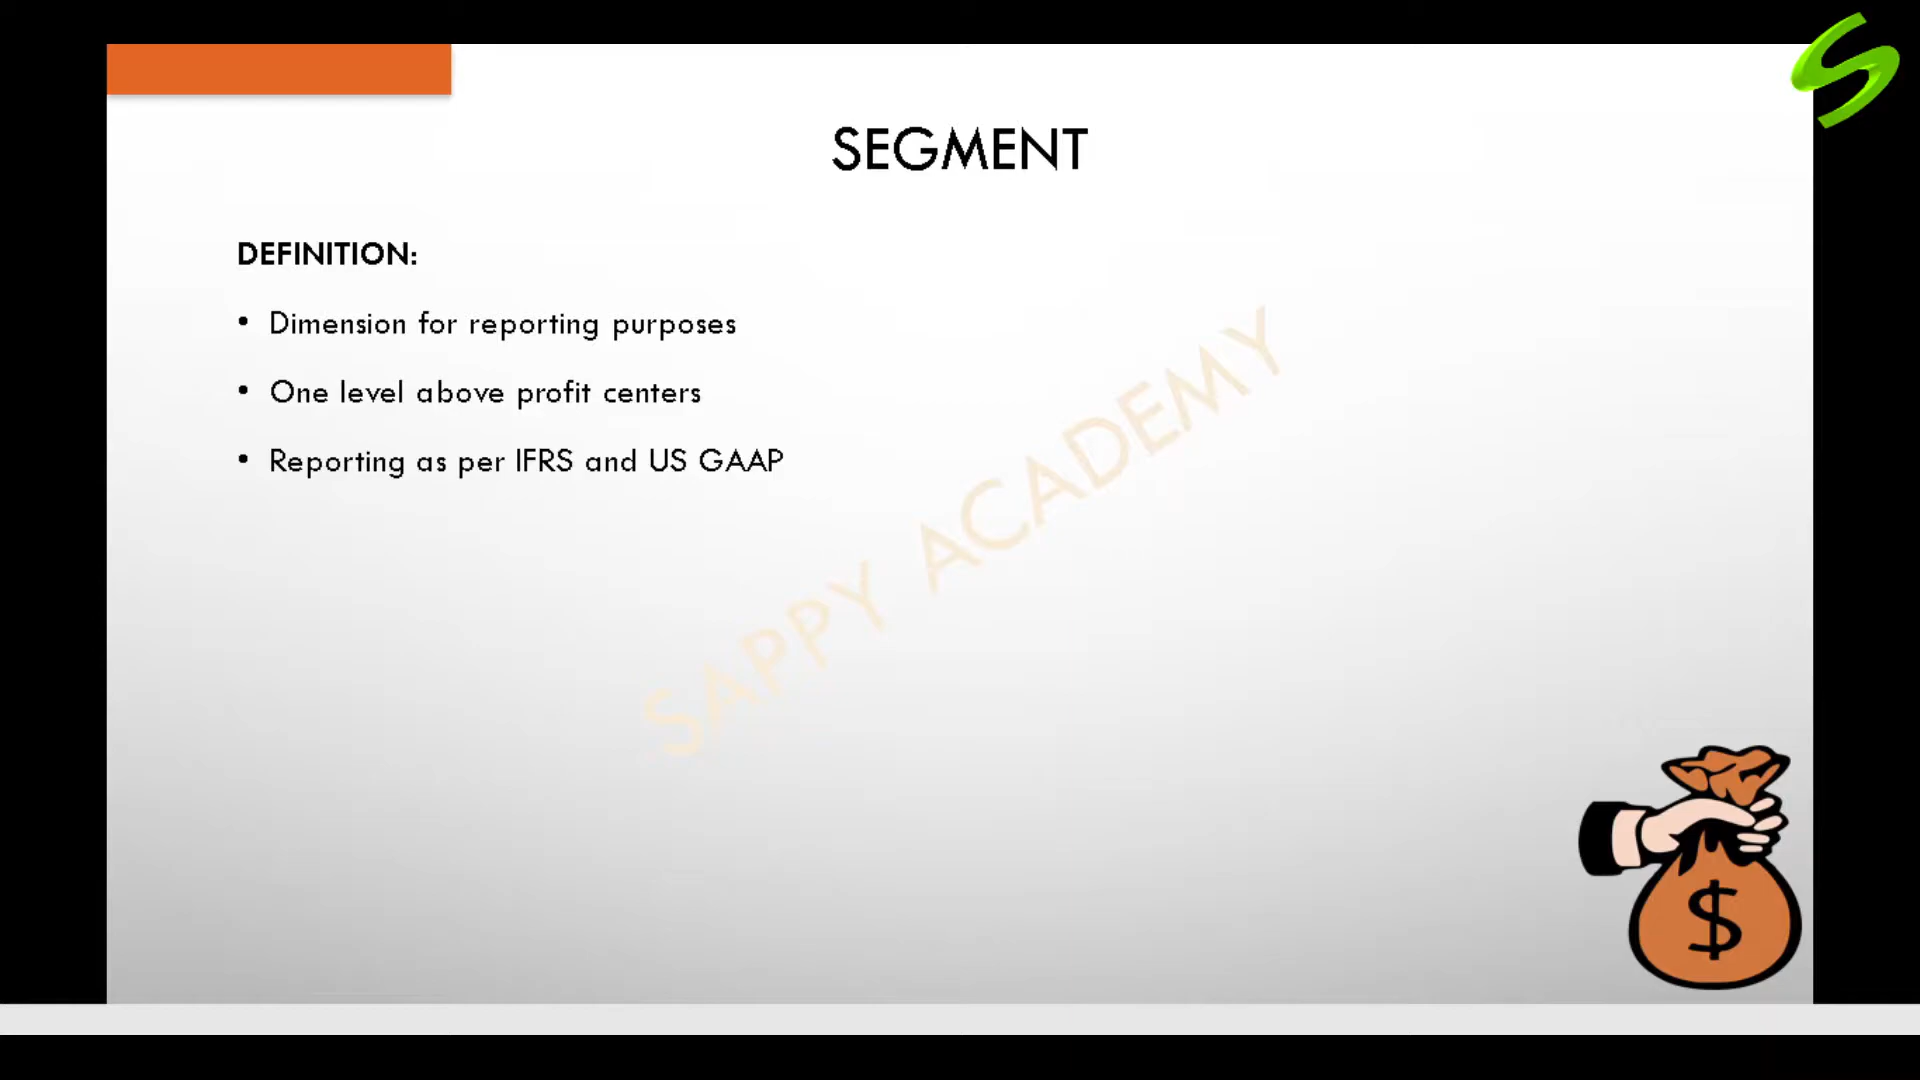 SEGMENT
DEFINITION:
• Dimension for reporting purposes
• One level above profit centers
• Reporting as per IFRS and US GAAP
SAPPY ACADEMY
$